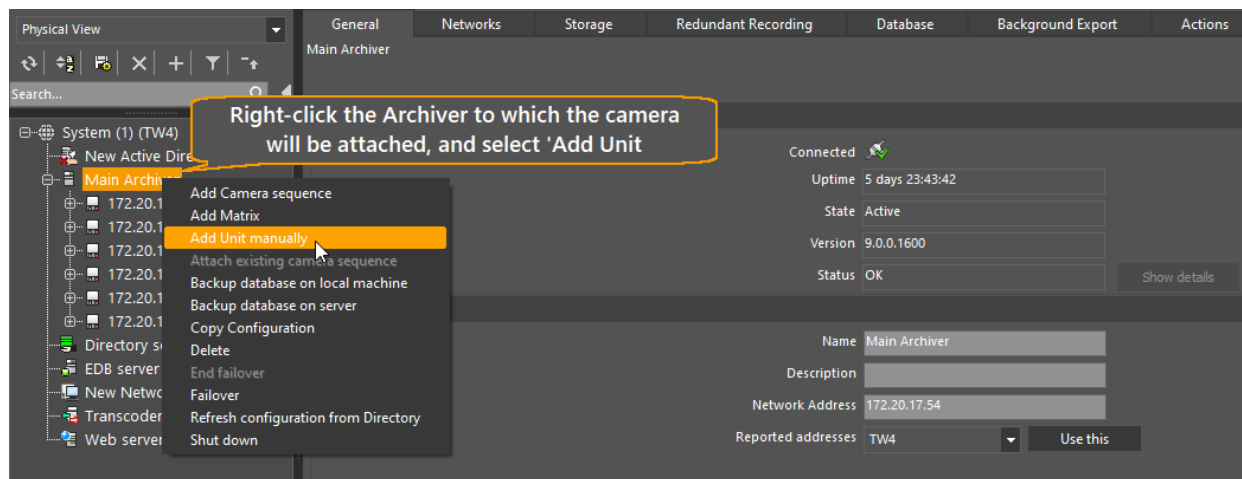 Physical View
General Networks Storage Redundant Recording Database Background Export Actions
Main Archiver
Search...
Right-click the Archiver to which the camera
will be attached, and select 'Add Unit
System (1) (TW4)
New Active Dire
Main Archiver
172.20.1
172.20.1
172.20.1
172.20.1
172.20.1
172.20.1
Directory s
EDB server
New Netwo
Transcoder
Web server
Add Camera sequence
Add Matrix
Add Unit manually
Attach existing camera sequence
Backup database on local machine
Backup database on server
Copy Configuration
Delete
End failover
Failover
Refresh configuration from Directory
Shut down
Connected
Uptime 5 days 23:43:42
State Active
Version 9.0.0.1600
Status OK Show details
Name Main Archiver
Description
Network Address 172.20.17.54
Reported addresses TW4 Use this